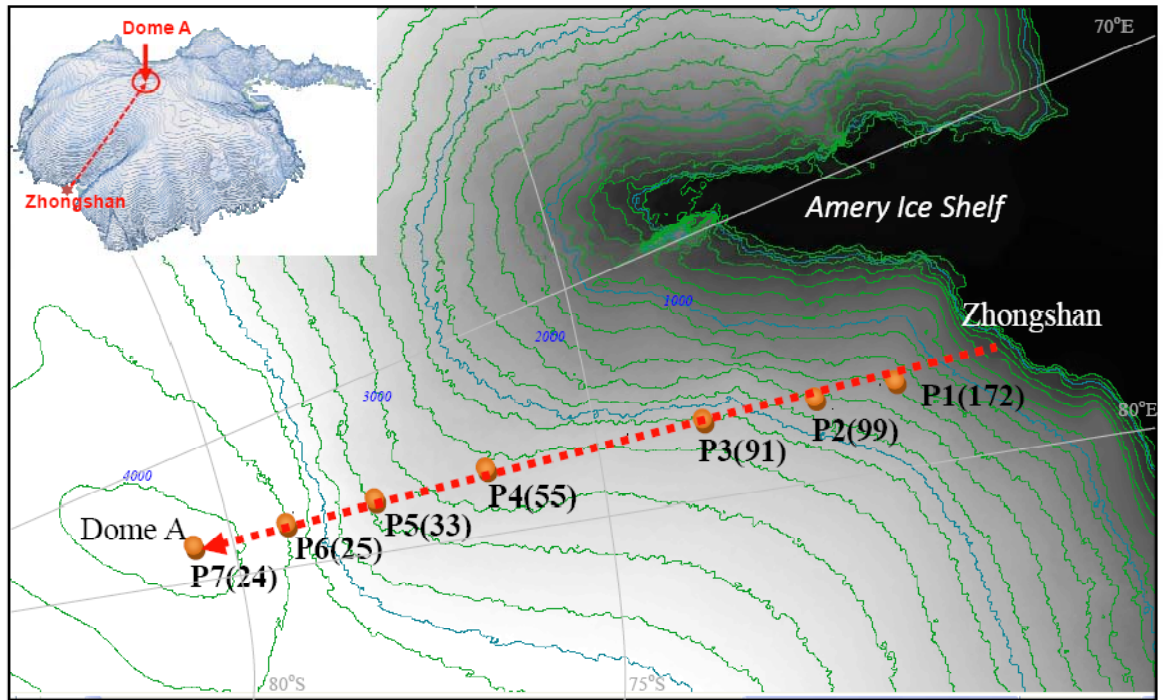 Dome A
Zhongshan
70°E
Amery Ice Shelf
1000
Zhongshan
2000
P1(172)
80°E
3000
P2(99)
P3(91)
4000
P4(55)
Dome A
P5(33)
P6(25)
P7(24)
80°S
75°S